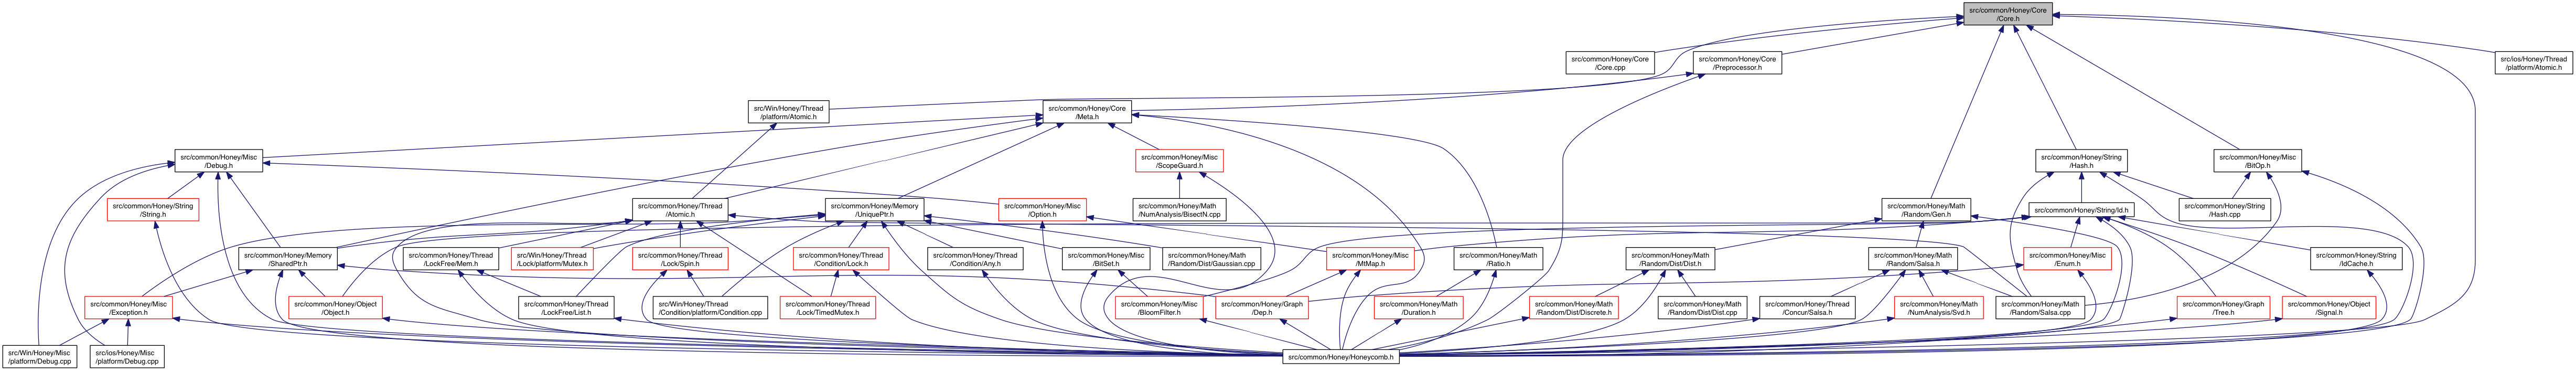 src/common/Honey/Core
/Core.h
src/common/Honey/Core
/Core.cpp
src/common/Honey/Core
/Preprocessor.h
src/ios/Honey/Thread
/platform/Atomic.h
src/Win/Honey/Thread
/platform/Atomic.h
src/common/Honey/Core
/Meta.h
src/common/Honey/Misc
/Debug.h
src/common/Honey/Misc
/ScopeGuard.h
src/common/Honey/String
/Hash.h
src/common/Honey/Misc
/BitOp.h
src/common/Honey/String
/String.h
src/common/Honey/Thread
/Atomic.h
src/common/Honey/Memory
/UniquePtr.h
src/common/Honey/Misc
/Option.h
src/common/Honey/Math
/NumAnalysis/BisectN.cpp
src/common/Honey/Math
/Random/Gen.h
src/common/Honey/String/Id.h
src/common/Honey/String
/Hash.cpp
src/common/Honey/Memory
/SharedPtr.h
src/common/Honey/Thread
/LockFree/Mem.h
src/Win/Honey/Thread
/Lock/platform/Mutex.h
src/common/Honey/Thread
/Lock/Spin.h
src/common/Honey/Thread
/Condition/Lock.h
src/common/Honey/Thread
/Condition/Any.h
src/common/Honey/Misc
/BitSet.h
src/common/Honey/Math
/Random/Dist/Gaussian.cpp
src/common/Honey/Misc
/MtMap.h
src/common/Honey/Math
/Ratio.h
src/common/Honey/Math
/Random/Dist/Dist.h
src/common/Honey/Math
/Random/Salsa.h
src/common/Honey/Misc
/Enum.h
src/common/Honey/String
/IdCache.h
src/common/Honey/Misc
/Exception.h
src/common/Honey/Object
/Object.h
src/common/Honey/Thread
/LockFree/List.h
src/Win/Honey/Thread
/Condition/platform/Condition.cpp
src/common/Honey/Thread
/Lock/TimedMutex.h
src/common/Honey/Misc
/BloomFilter.h
src/common/Honey/Graph
/Dep.h
src/common/Honey/Math
/Duration.h
src/common/Honey/Math
/Random/Dist/Discrete.h
src/common/Honey/Math
/Random/Dist/Dist.cpp
src/common/Honey/Thread
/Concur/Salsa.h
src/common/Honey/Math
/NumAnalysis/Svd.h
src/common/Honey/Math
/Random/Salsa.cpp
src/common/Honey/Graph
/Tree.h
src/common/Honey/Object
/Signal.h
src/Win/Honey/Misc
/platform/Debug.cpp
src/ios/Honey/Misc
/platform/Debug.cpp
src/common/Honey/Honeycomb.h